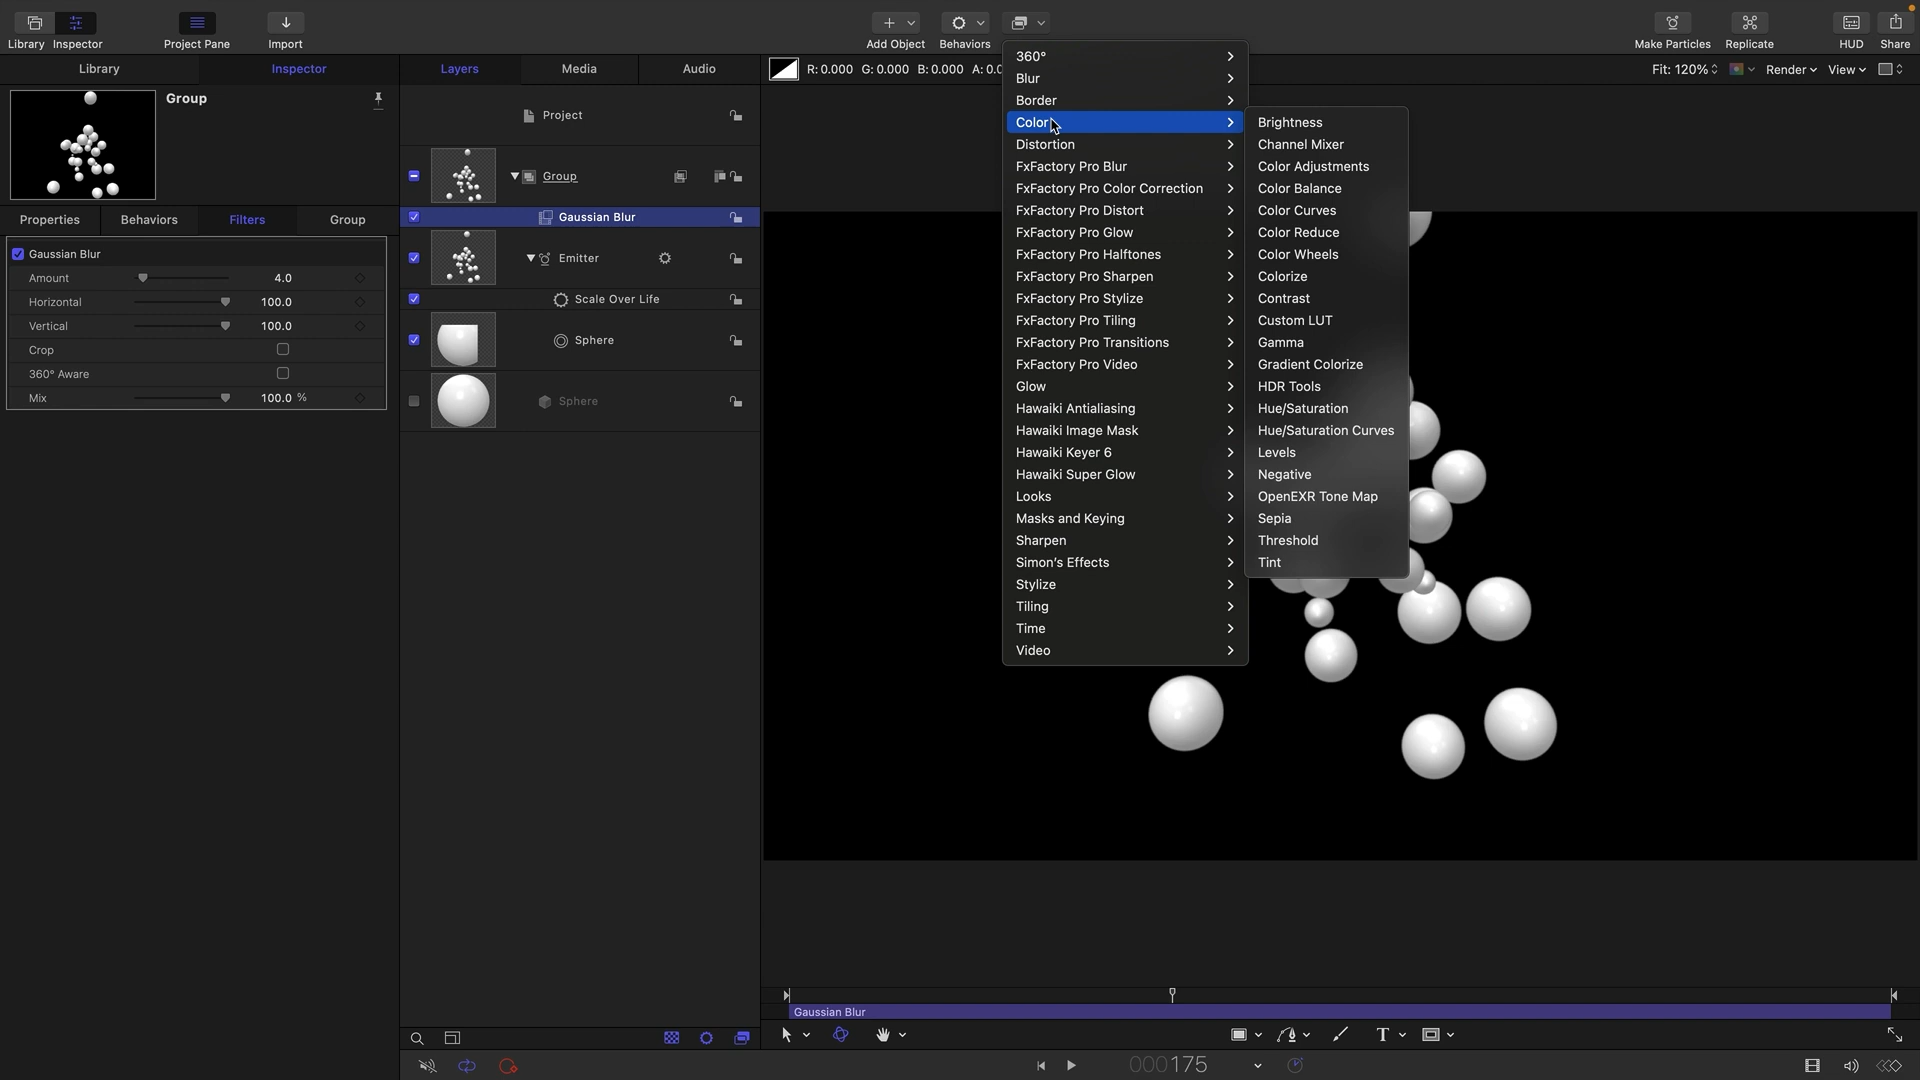 Library Inspector Project Pane Import Add Object Behaviors Make Particles Replicate HUD Share
Library Inspector
Group
Properties Behaviors Filters Group
Gaussian Blur
Amount 4.0
Horizontal 100.0
Vertical 100.0
Crop
360° Aware
Mix 100.0 %
Layers Media Audio
Project
Group
Gaussian Blur
Emitter
Scale Over Life
Sphere
Sphere
R: 0.000 G: 0.000 B: 0.000 A: 0.0 Fit: 120% Render View
360°
Blur
Border
Color
Distortion
FxFactory Pro Blur
FxFactory Pro Color Correction
FxFactory Pro Distort
FxFactory Pro Glow
FxFactory Pro Halftones
FxFactory Pro Sharpen
FxFactory Pro Stylize
FxFactory Pro Tiling
FxFactory Pro Transitions
FxFactory Pro Video
Glow
Hawaiki Antialiasing
Hawaiki Image Mask
Hawaiki Keyer 6
Hawaiki Super Glow
Looks
Masks and Keying
Sharpen
Simon's Effects
Stylize
Tiling
Time
Video
Brightness
Channel Mixer
Color Adjustments
Color Balance
Color Curves
Color Reduce
Color Wheels
Colorize
Contrast
Custom LUT
Gamma
Gradient Colorize
HDR Tools
Hue/Saturation
Hue/Saturation Curves
Levels
Negative
OpenEXR Tone Map
Sepia
Threshold
Tint
Gaussian Blur
T
000175